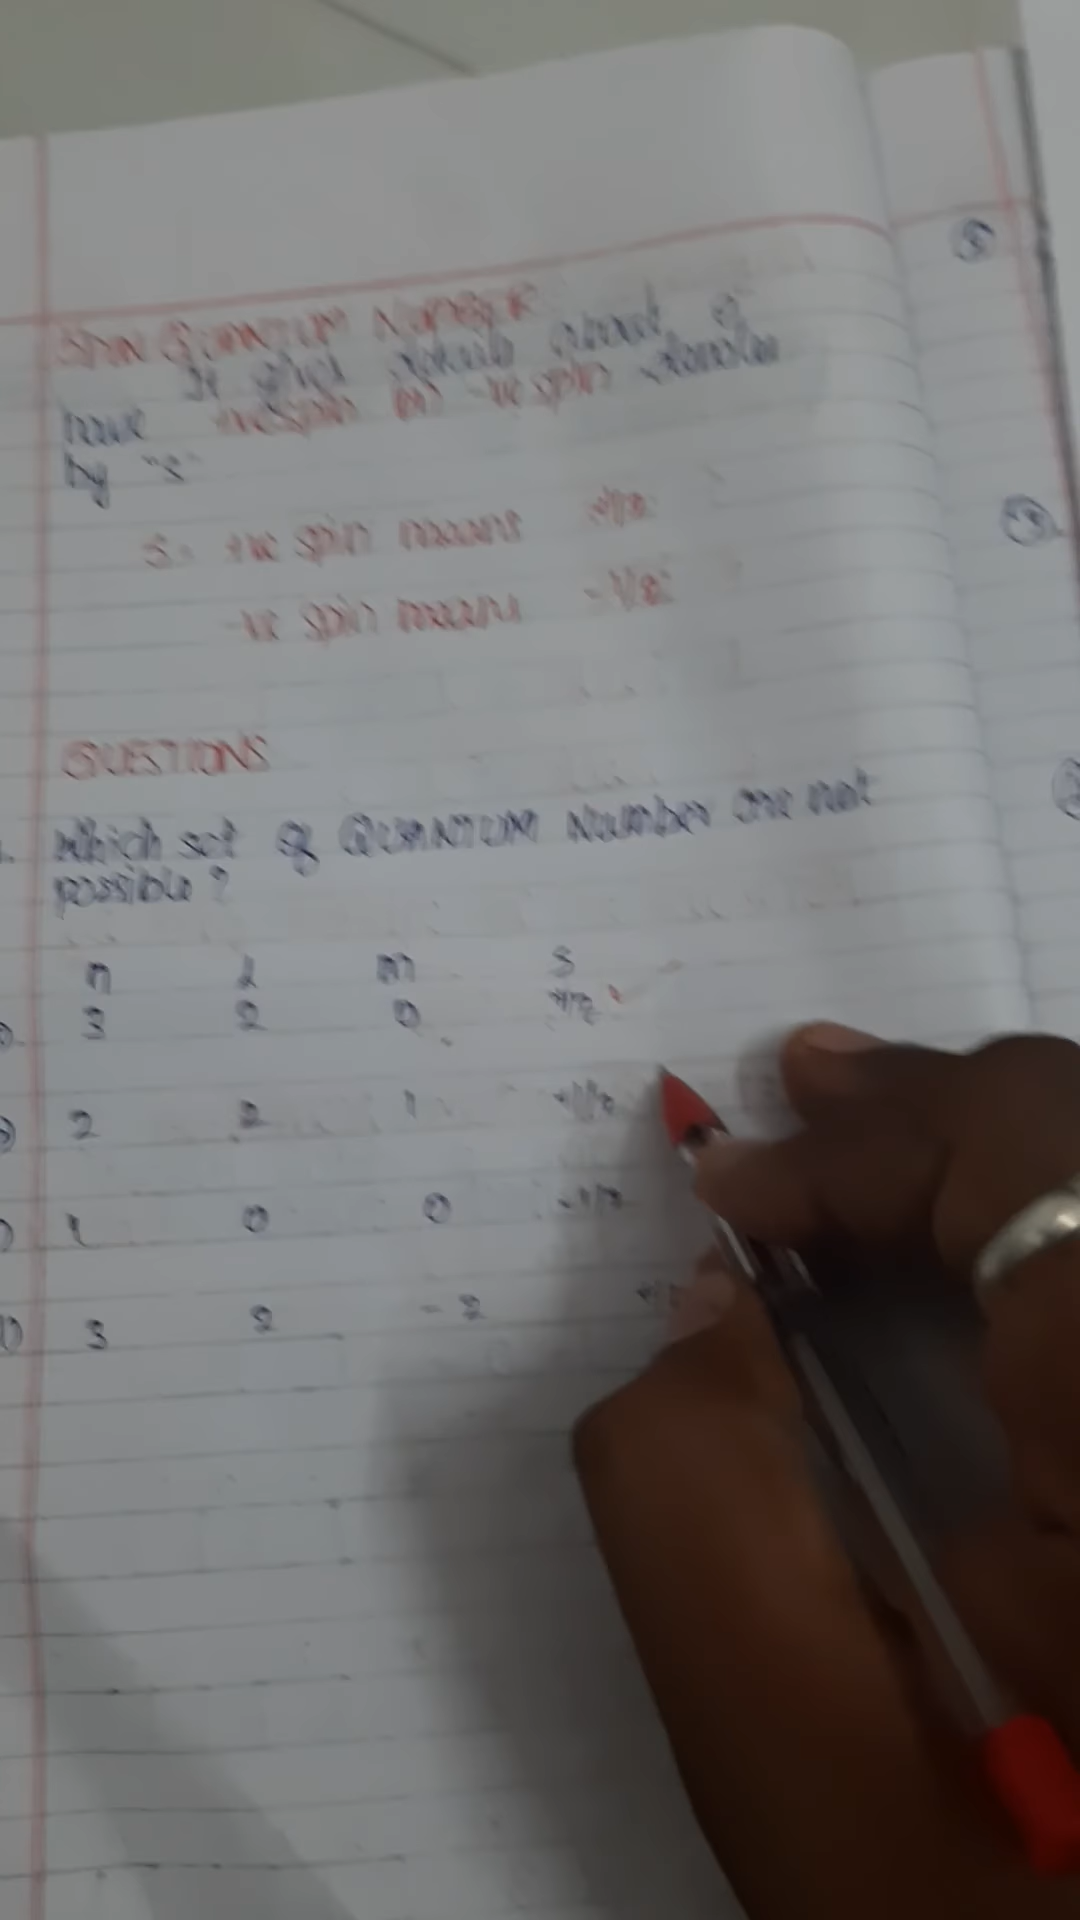 SPIN QUANTUM NUMBER
It gives details about e⁻
have +ve spin (or) -ve spin denoted
by "s"
S = +ve spin means +1/2
-ve spin means -1/2
QUESTIONS
Which set of QUANTUM Number are not
possible?
n l m s
3 2 0 +1/2
2 2 1 +1/2
1 0 0 -1/2
3 2 -2